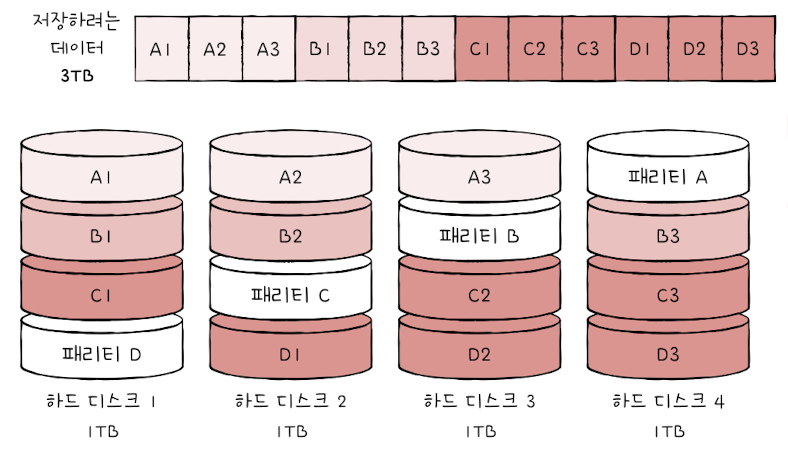 저장하려는
데이터
3TB
A1 A2 A3 B1 B2 B3 C1 C2 C3 D1 D2 D3
A1 A2 A3 패리티 A
B1 B2 패리티 B B3
C1 패리티 C C2 C3
패리티 D D1 D2 D3
하드 디스크 1 하드 디스크 2 하드 디스크 3 하드 디스크 4
1TB 1TB 1TB 1TB